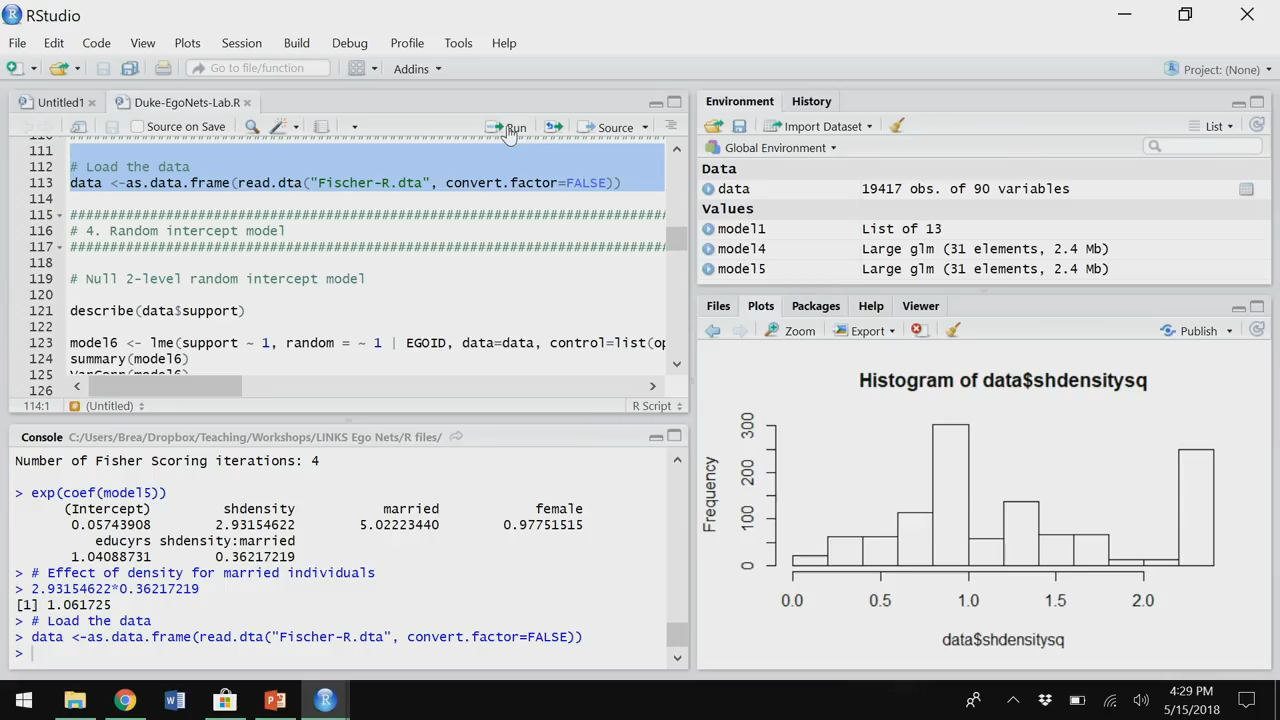 RStudio
File Edit Code View Plots Session Build Debug Profile Tools Help
Go to file/function Addins Project: (None)
Untitled1 Duke-EgoNets-Lab.R
Source on Save Run Source
111
112 # Load the data
113 data <-as.data.frame(read.dta("Fischer-R.dta", convert.factor=FALSE))
114
115 ##########################################################################
116 # 4. Random intercept model
117 ##########################################################################
118
119 # Null 2-level random intercept model
120
121 describe(data$support)
122
123 model6 <- lme(support ~ 1, random = ~ 1 | EGOID, data=data, control=list(op
124 summary(model6)
125 VarCorr(model6)
126
114:1 (Untitled) R Script
Console C:/Users/Brea/Dropbox/Teaching/Workshops/LINKS Ego Nets/R files/
Number of Fisher Scoring iterations: 4
> exp(coef(model5))
(Intercept) shdensity married female
0.05743908 2.93154622 5.02223440 0.97751515
educyrs shdensity:married
1.04088731 0.36217219
> # Effect of density for married individuals
> 2.93154622*0.36217219
[1] 1.061725
> # Load the data
> data <-as.data.frame(read.dta("Fischer-R.dta", convert.factor=FALSE))
>
Environment History
Import Dataset List
Global Environment
Data
data 19417 obs. of 90 variables
Values
model1 List of 13
model4 Large glm (31 elements, 2.4 Mb)
model5 Large glm (31 elements, 2.4 Mb)
Files Plots Packages Help Viewer
Zoom Export Publish
Histogram of data$shdensitysq
Frequency
300
200
100
0
0.0 0.5 1.0 1.5 2.0
data$shdensitysq
4:29 PM
5/15/2018